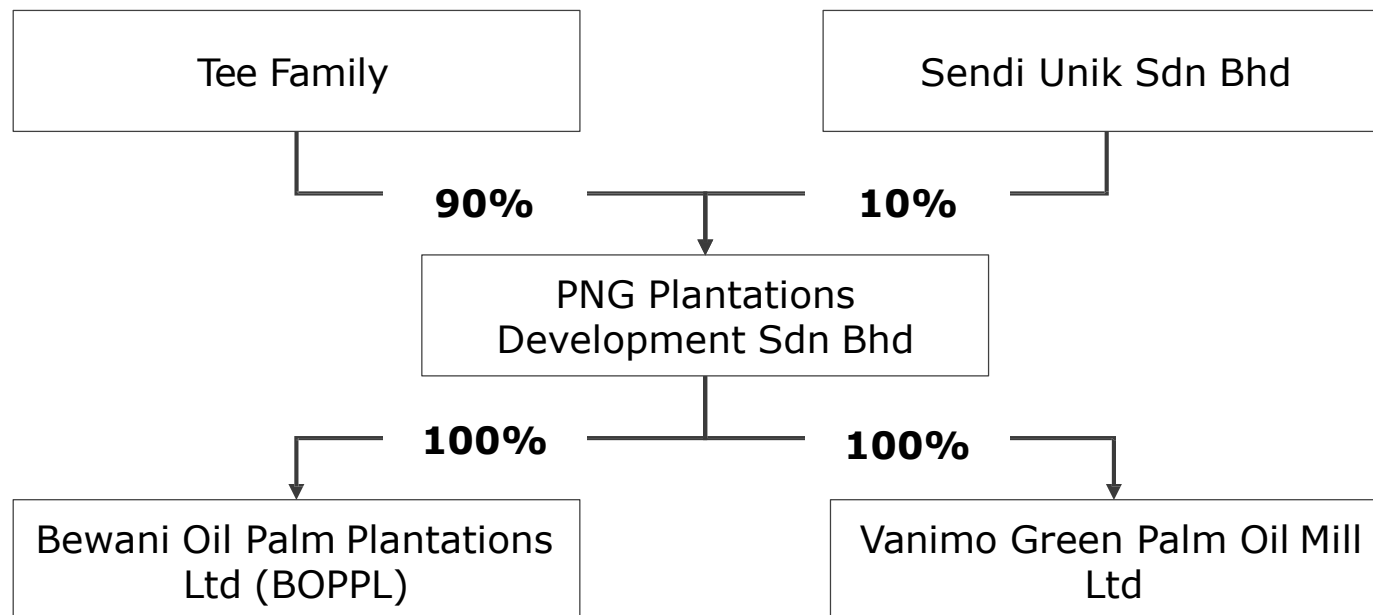 Tee Family
Sendi Unik Sdn Bhd
90%
10%
PNG Plantations
Development Sdn Bhd
100%
100%
Bewani Oil Palm Plantations
Ltd (BOPPL)
Vanimo Green Palm Oil Mill
Ltd